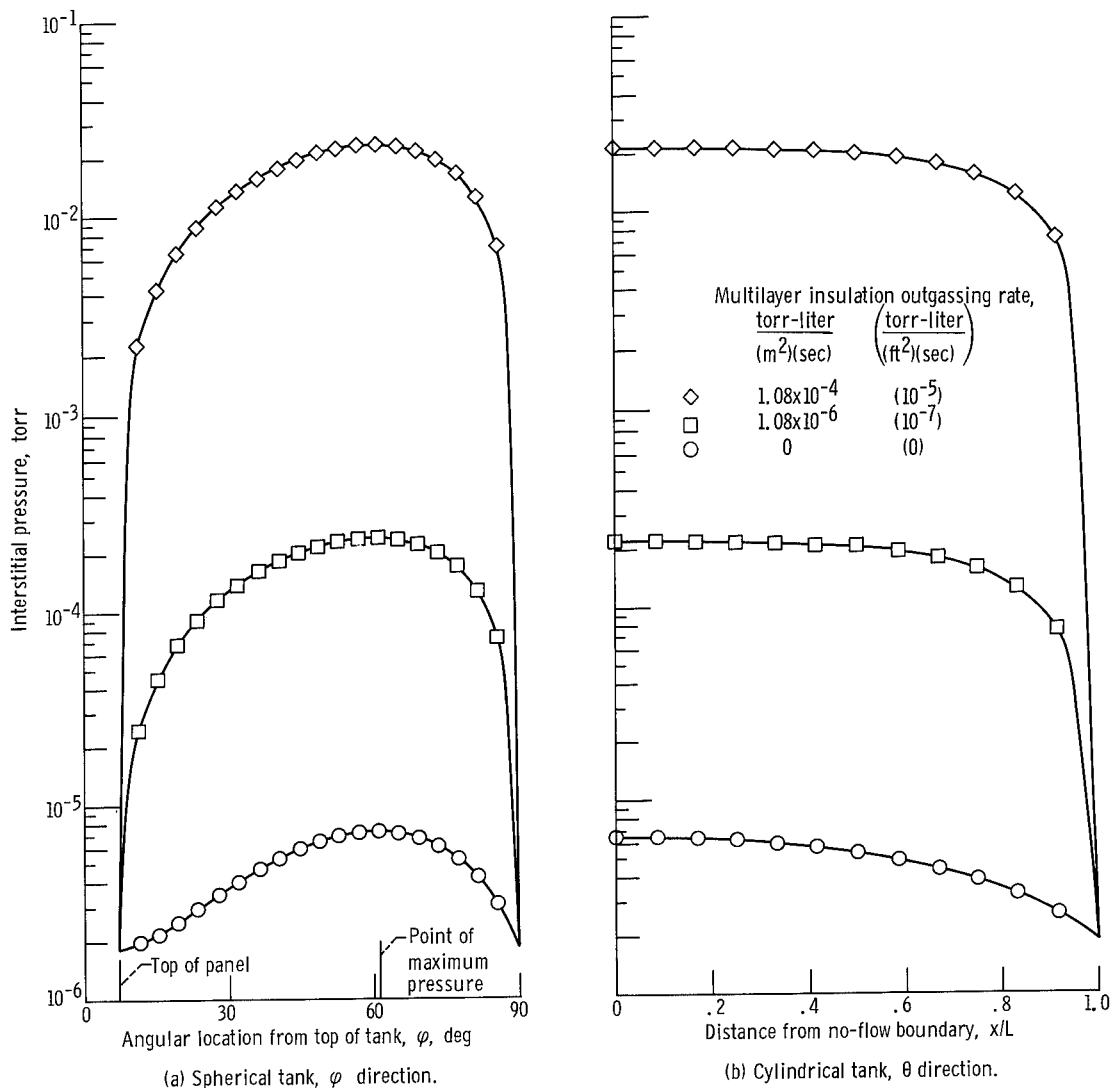 10^-1
10^-2
10^-3
10^-4
10^-5
10^-6
Interstitial pressure, torr
Top of panel
Point of
maximum
pressure
0 30 60 90
Angular location from top of tank, φ, deg
(a) Spherical tank, φ direction.
Multilayer insulation outgassing rate,
torr-liter (torr-liter)
(m²)(sec) (ft²)(sec)
◇ 1.08x10^-4 (10^-5)
□ 1.08x10^-6 (10^-7)
○ 0 (0)
0 .2 .4 .6 .8 1.0
Distance from no-flow boundary, x/L
(b) Cylindrical tank, θ direction.